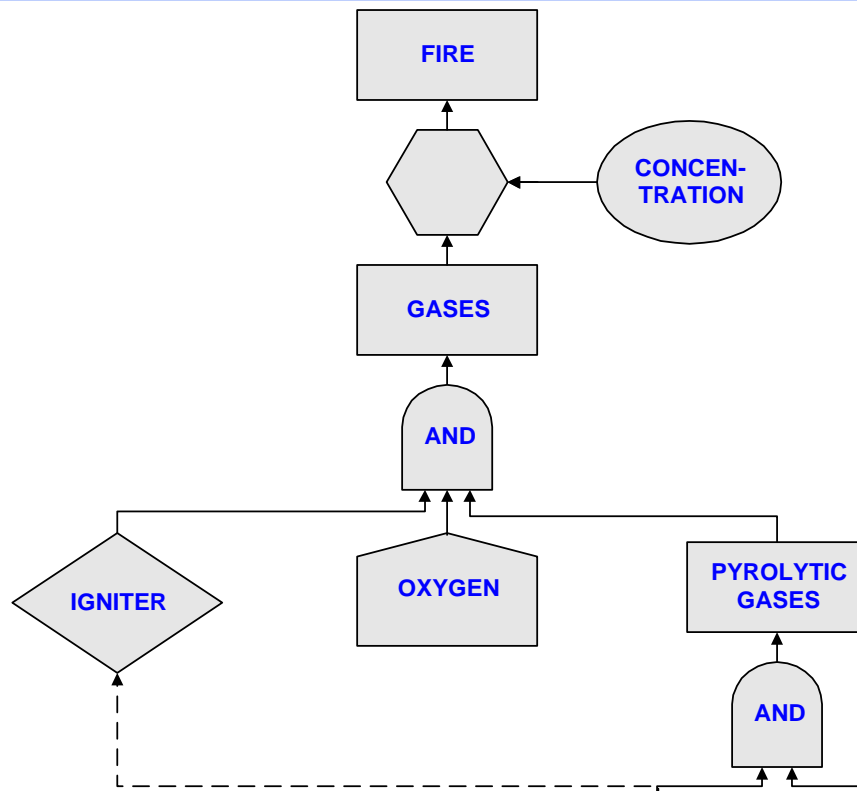 FIRE
CONCEN-
TRATION
GASES
AND
IGNITER
OXYGEN
PYROLYTIC
GASES
AND